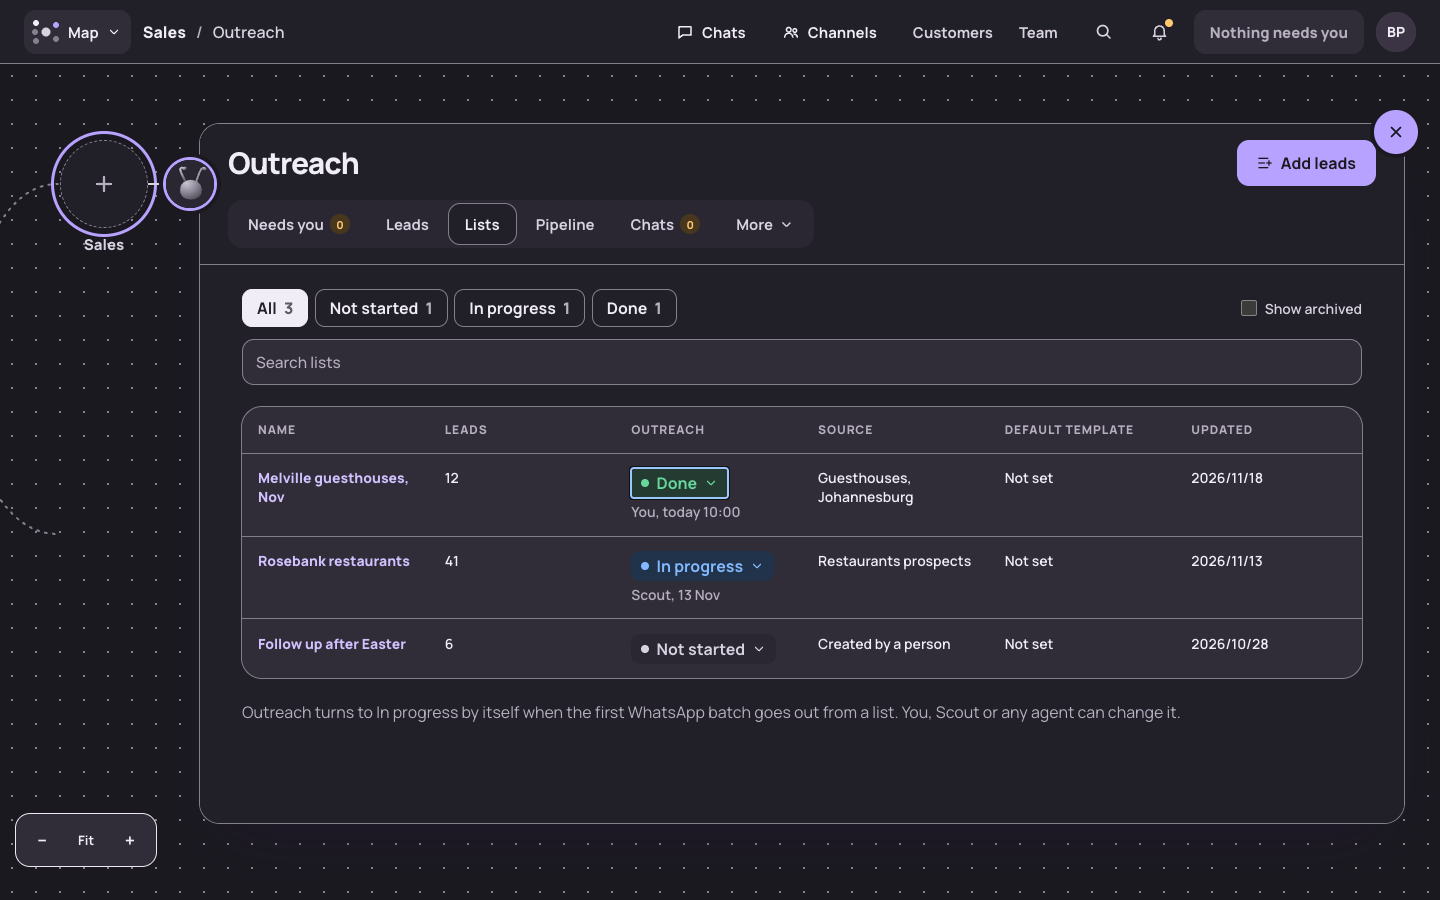 Map
Sales / Outreach
Chats
Channels
Customers
Team
Nothing needs you
BP
Sales
Outreach
Add leads
Needs you 0
Leads
Lists
Pipeline
Chats 0
More
All 3
Not started 1
In progress 1
Done 1
Show archived
Search lists
NAME LEADS OUTREACH SOURCE DEFAULT TEMPLATE UPDATED
Melville guesthouses,
Nov
12
Done
You, today 10:00
Guesthouses,
Johannesburg
Not set
2026/11/18
Rosebank restaurants
41
In progress
Scout, 13 Nov
Restaurants prospects
Not set
2026/11/13
Follow up after Easter
6
Not started
Created by a person
Not set
2026/10/28
Outreach turns to In progress by itself when the first WhatsApp batch goes out from a list. You, Scout or any agent can change it.
− Fit +